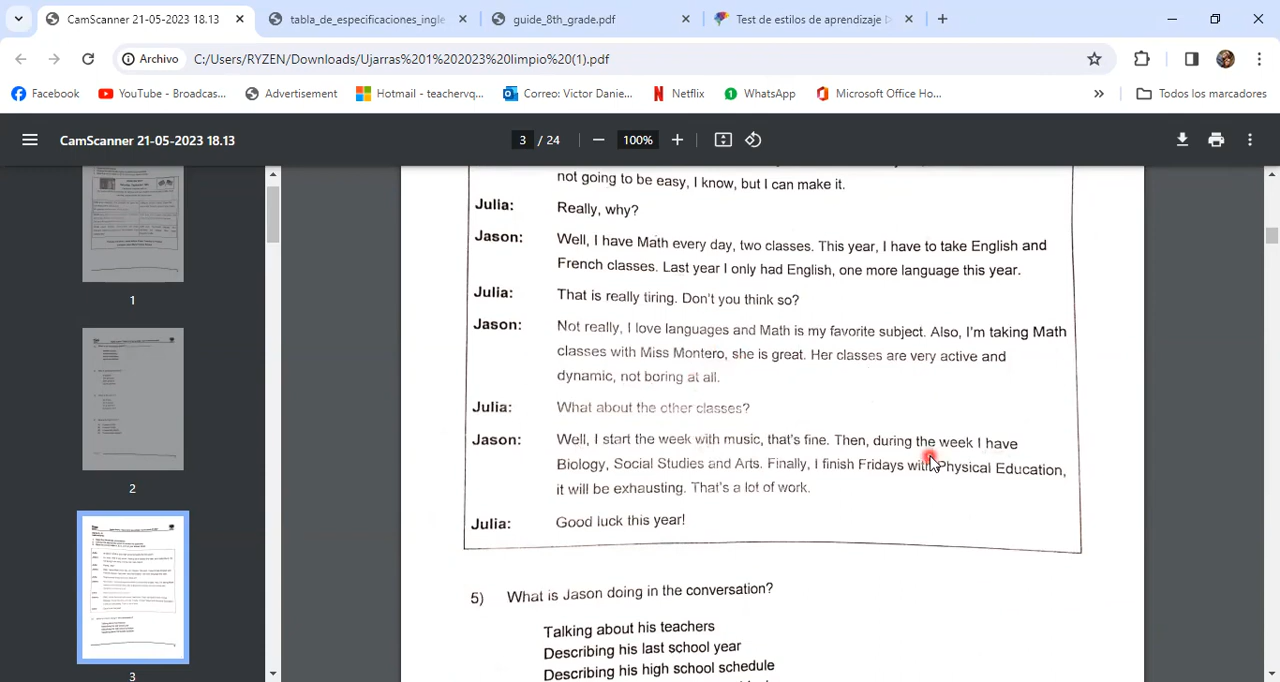 CamScanner 21-05-2023 18.13
tabla_de_especificaciones_ingle
guide_8th_grade.pdf
Test de estilos de aprendizaje
Archivo
C:/Users/RYZEN/Downloads/Ujarras%201%202023%20limpio%20(1).pdf
Facebook
YouTube - Broadcas...
Advertisement
Hotmail - teachervq...
Correo: Victor Danie...
Netflix
WhatsApp
Microsoft Office Ho...
»
Todos los marcadores
CamScanner 21-05-2023 18.13
3 / 24
100%
1
2
3
not going to be easy, I know, but I can make it.
Julia: Really, why?
Jason: Well, I have Math every day, two classes. This year, I have to take English and
French classes. Last year I only had English, one more language this year.
Julia: That is really tiring. Don't you think so?
Jason: Not really, I love languages and Math is my favorite subject. Also, I'm taking Math
classes with Miss Montero, she is great. Her classes are very active and
dynamic, not boring at all.
Julia: What about the other classes?
Jason: Well, I start the week with music, that's fine. Then, during the week I have
Biology, Social Studies and Arts. Finally, I finish Fridays with Physical Education,
it will be exhausting. That's a lot of work.
Julia: Good luck this year!
5) What is Jason doing in the conversation?
Talking about his teachers
Describing his last school year
Describing his high school schedule